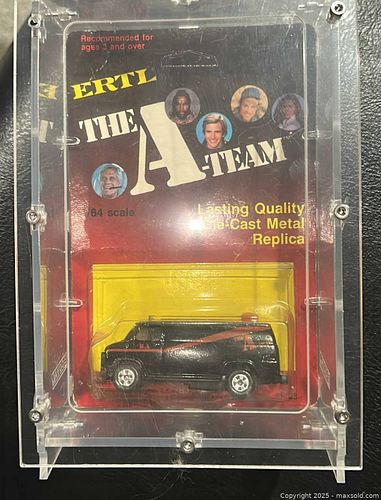 Recommended for
ages 3 and over
ERTL
THE
A-TEAM
64 scale
Lasting Quality
Die-Cast Metal
Replica
Copyright 2025 - maxsold.com